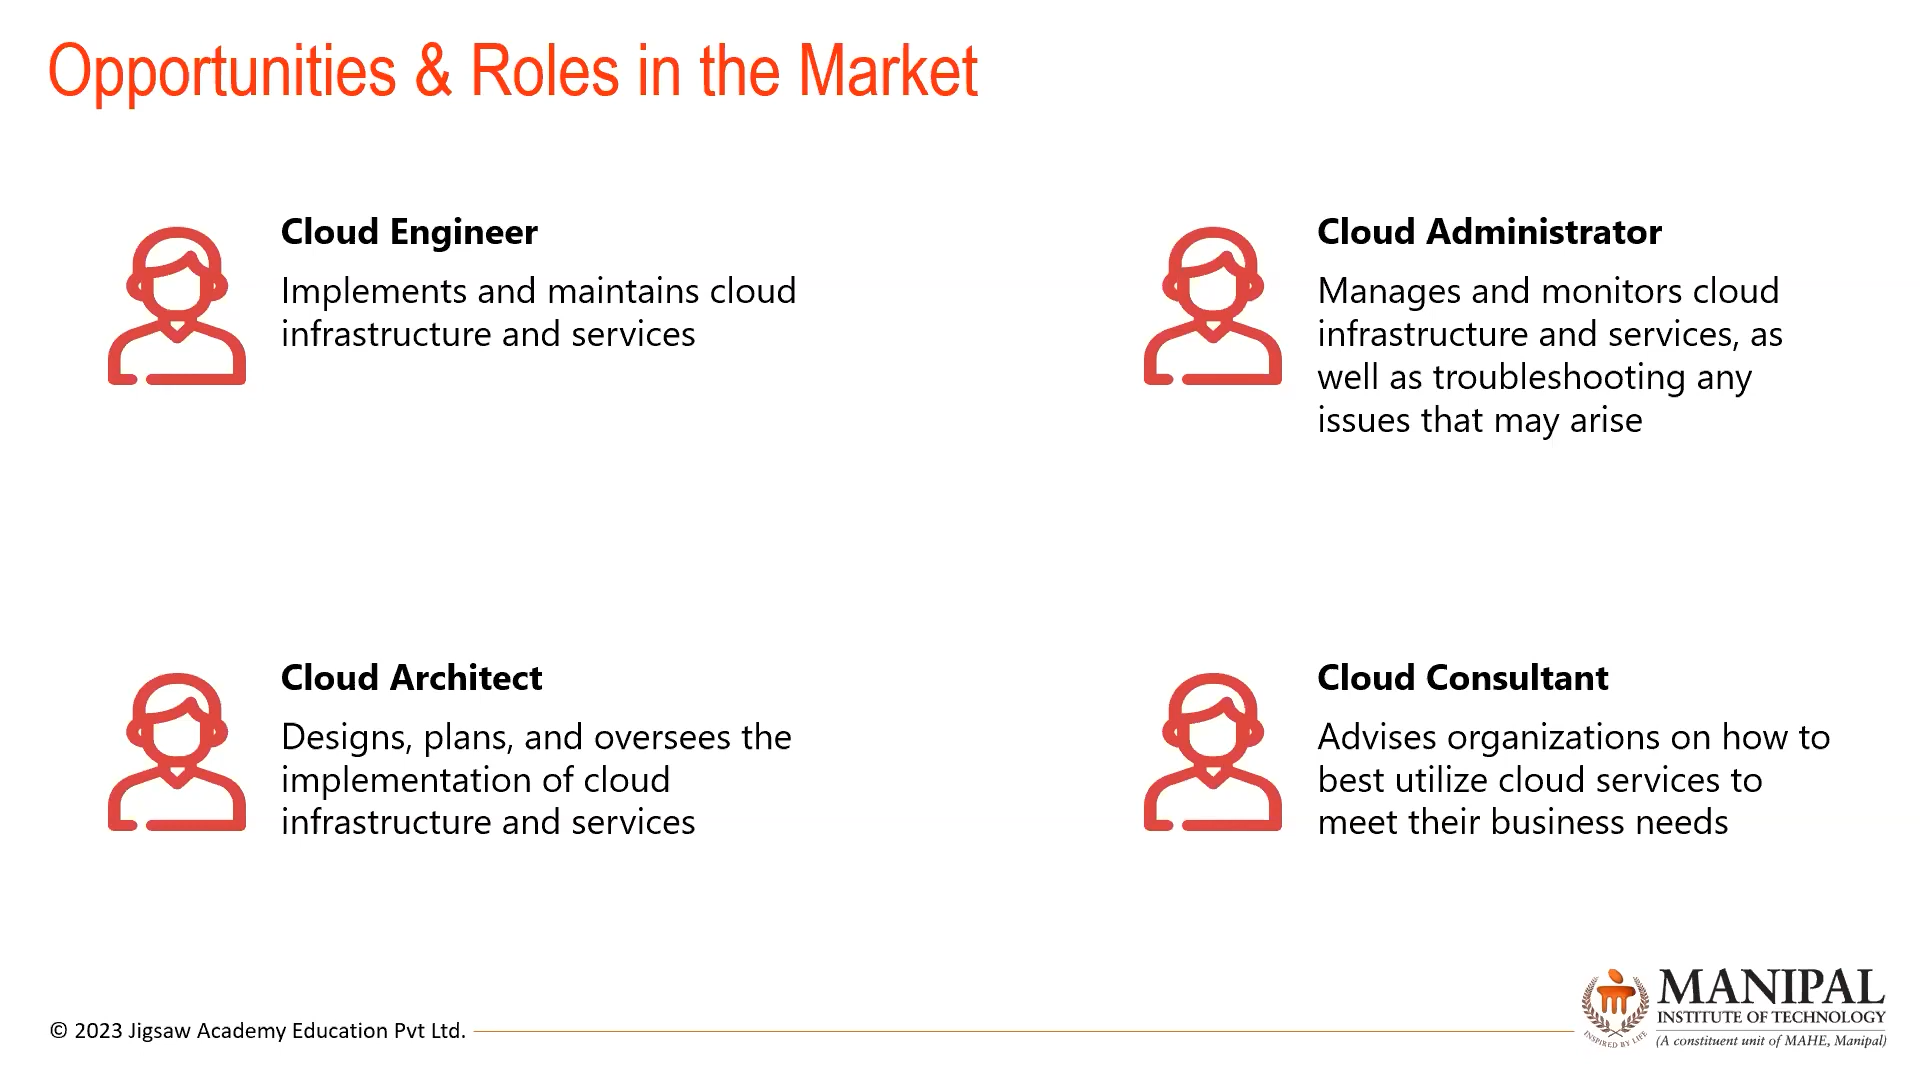 Opportunities & Roles in the Market
Cloud Engineer
Implements and maintains cloud
infrastructure and services
Cloud Administrator
Manages and monitors cloud
infrastructure and services, as
well as troubleshooting any
issues that may arise
Cloud Architect
Designs, plans, and oversees the
implementation of cloud
infrastructure and services
Cloud Consultant
Advises organizations on how to
best utilize cloud services to
meet their business needs
© 2023 Jigsaw Academy Education Pvt Ltd.
INSPIRED BY LIFE
MANIPAL
INSTITUTE OF TECHNOLOGY
(A constituent unit of MAHE, Manipal)